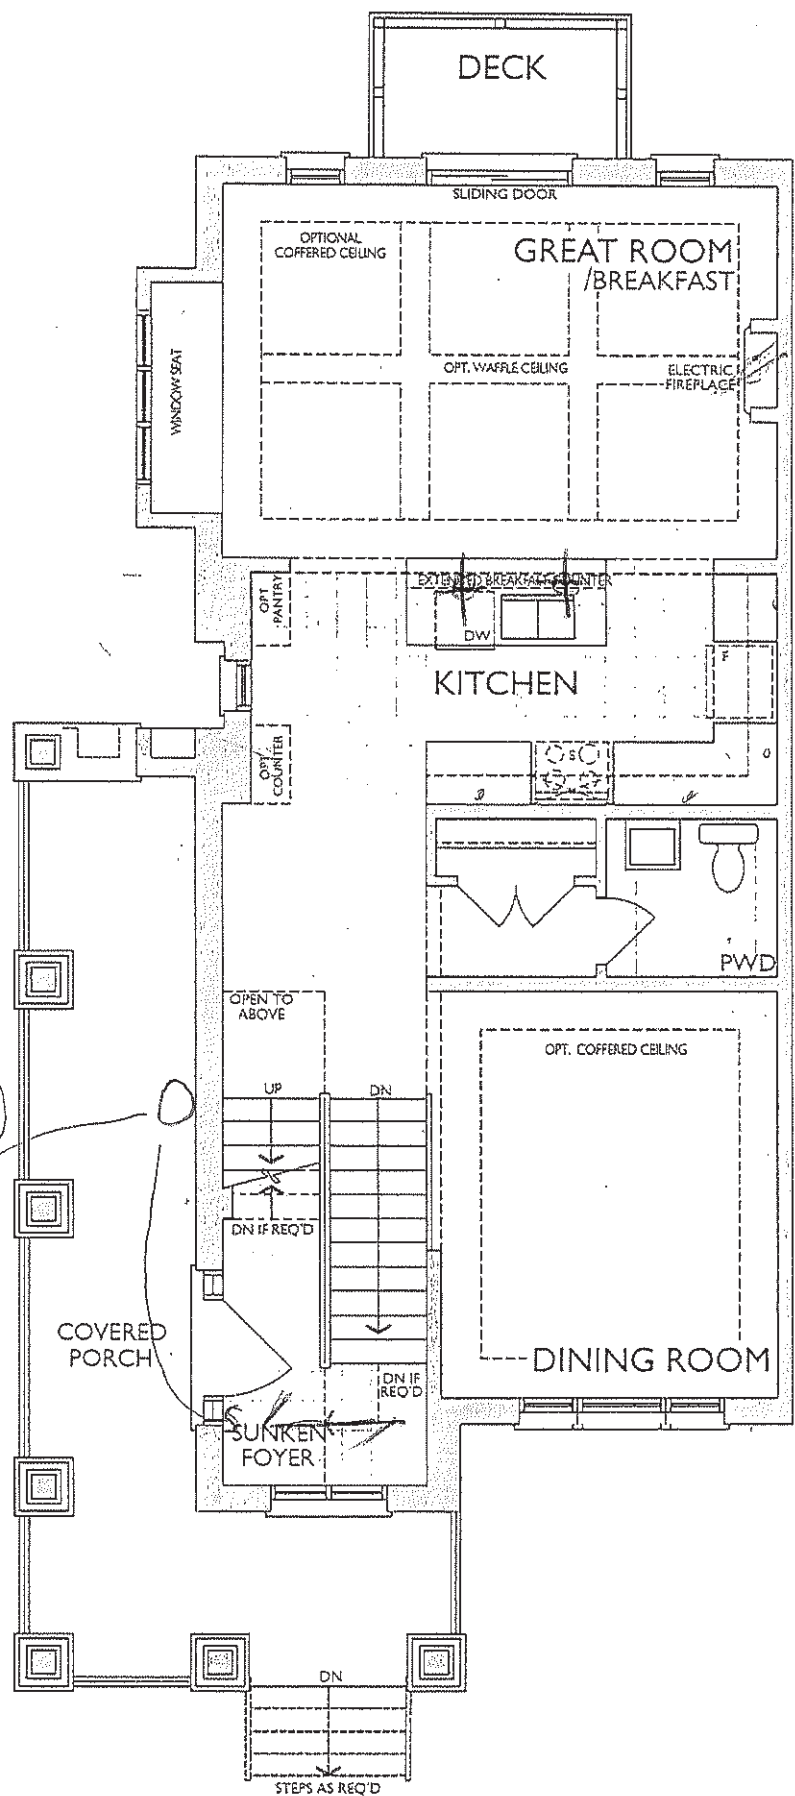 DECK
SLIDING DOOR
OPTIONAL
COFFERED CEILING
GREAT ROOM
/BREAKFAST
OPT. WAFFLE CEILING
ELECTRIC
FIREPLACE
WINDOW SEAT
EXTENDED BREAKFAST COUNTER
OPT
PANTRY
DW
KITCHEN
OPT
COUNTER
S
PWD
OPEN TO
ABOVE
OPT. COFFERED CEILING
UP
DN
DN IF REQ'D
COVERED
PORCH
DINING ROOM
DN IF
REQ'D
SUNKEN
FOYER
DN
STEPS AS REQ'D